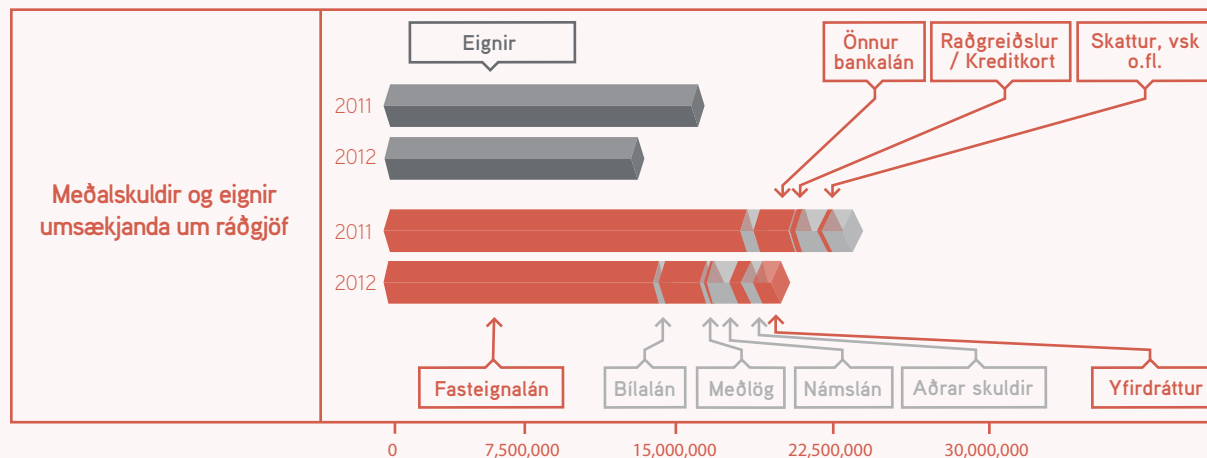 Meðalskuldir og eignir
umsækjanda um ráðgjöf
Eignir
Önnur
bankalán
Raðgreiðslur
/ Kreditkort
Skattur, vsk
o.fl.
2011
2012
2011
2012
Fasteignalán
Bílalán
Meðlög
Námslán
Aðrar skuldir
Yfirdráttur
0
7,500,000
15,000,000
22,500,000
30,000,000